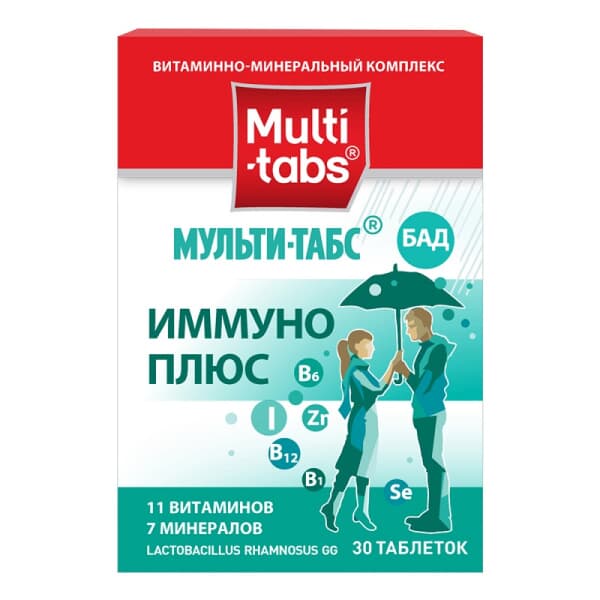 ВИТАМИННО-МИНЕРАЛЬНЫЙ КОМПЛЕКС
Multi
-tabs®
МУЛЬТИ-ТАБС®
БАД
ИММУНО
ПЛЮС
B6
I
Zn
B12
B1
Se
11 ВИТАМИНОВ
7 МИНЕРАЛОВ
LACTOBACILLUS RHAMNOSUS GG
30 ТАБЛЕТОК